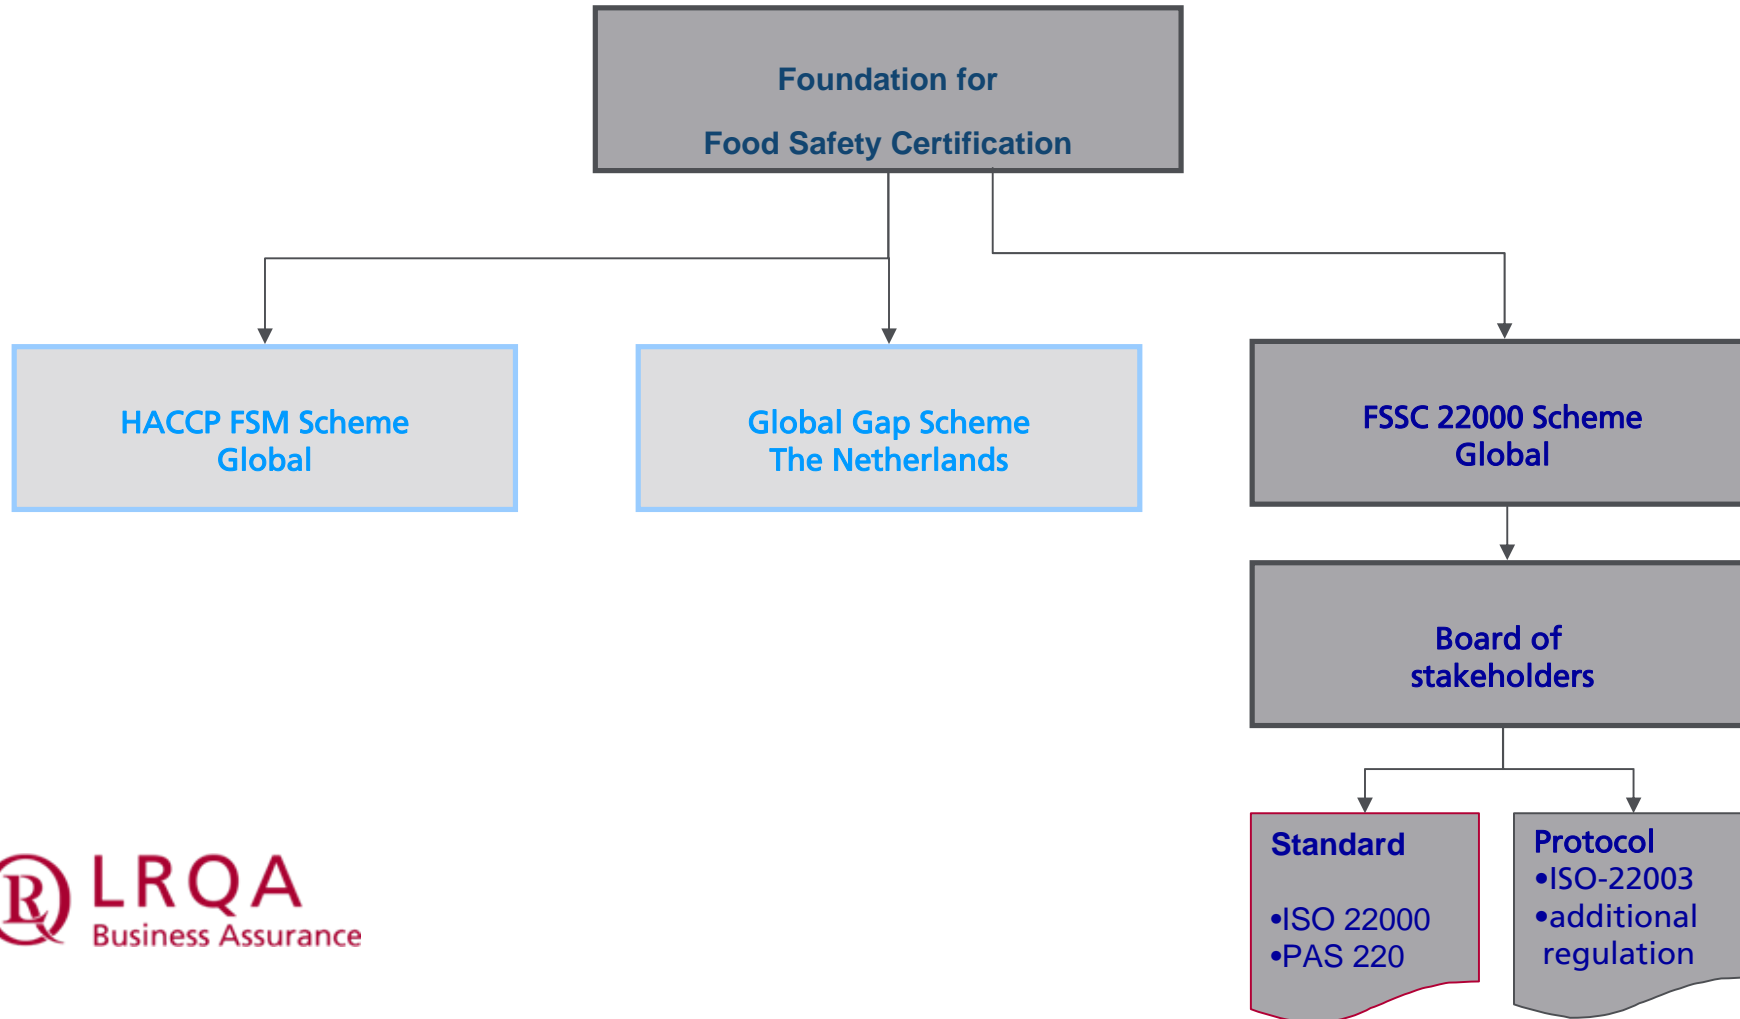 Foundation for
Food Safety Certification
HACCP FSM Scheme
Global
Global Gap Scheme
The Netherlands
FSSC 22000 Scheme
Global
Board of
stakeholders
Standard
•ISO 22000
•PAS 220
Protocol
•ISO-22003
•additional
regulation
LRQA
Business Assurance